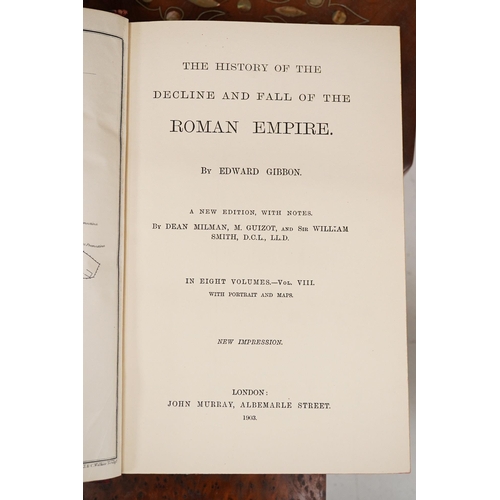 THE HISTORY OF THE
DECLINE AND FALL OF THE
ROMAN EMPIRE.
BY EDWARD GIBBON.
A NEW EDITION, WITH NOTES.
BY DEAN MILMAN, M. GUIZOT, AND SIR WILLIAM
SMITH, D.C.L., LL.D.
IN EIGHT VOLUMES.—VOL. VIII.
WITH PORTRAIT AND MAPS.
NEW IMPRESSION.
LONDON:
JOHN MURRAY, ALBEMARLE STREET.
1903.